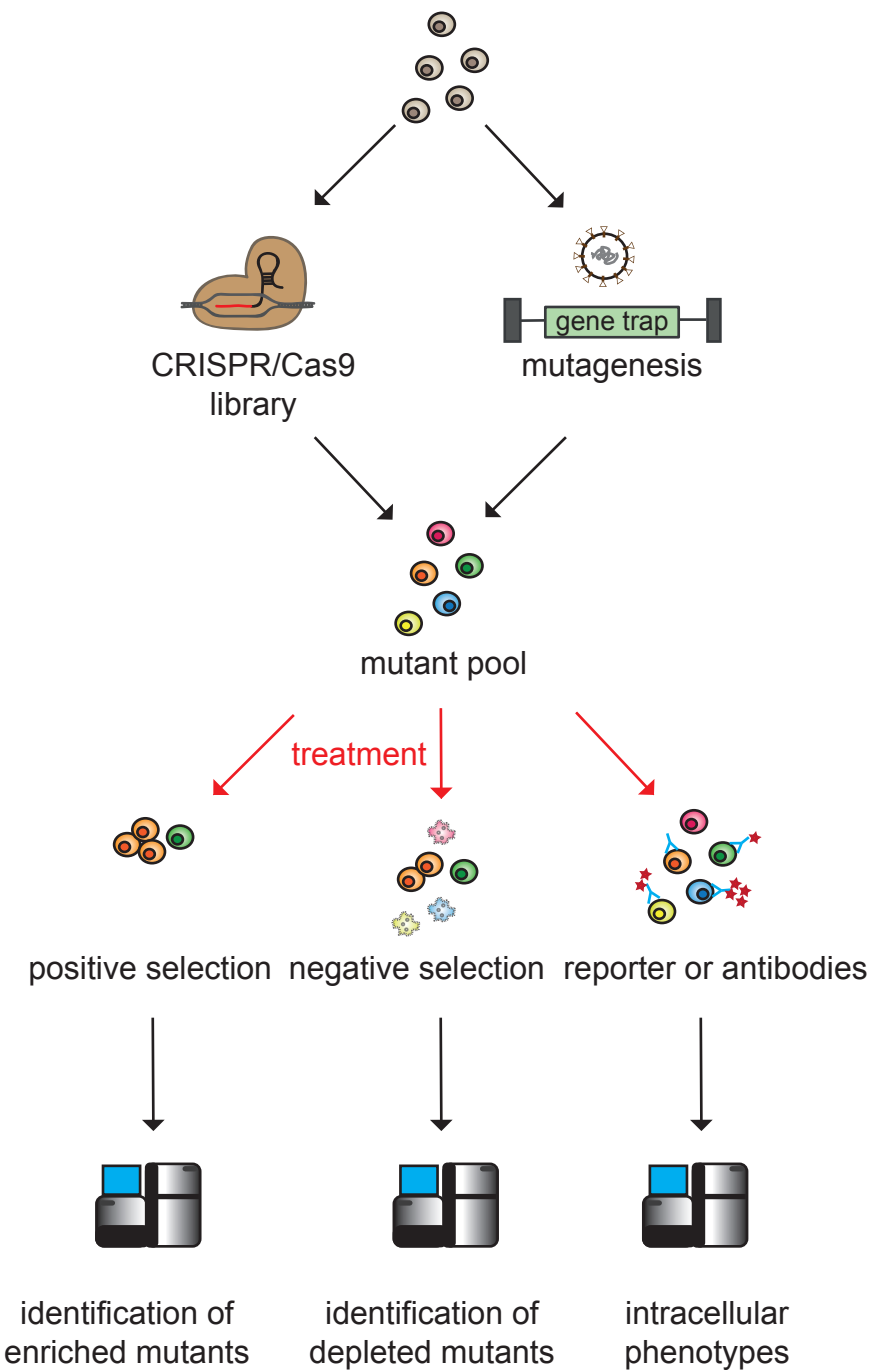 CRISPR/Cas9
library
gene trap
mutagenesis
mutant pool
treatment
positive selection
negative selection
reporter or antibodies
identification of
enriched mutants
identification of
depleted mutants
intracellular
phenotypes